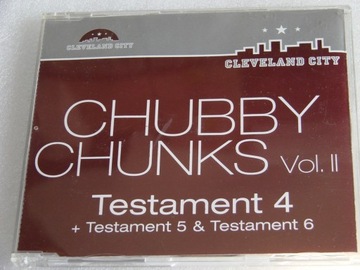 CLEVELAND CITY
CLEVELAND CITY
CHUBBY
CHUNKS Vol. II
Testament 4
+ Testament 5 & Testament 6